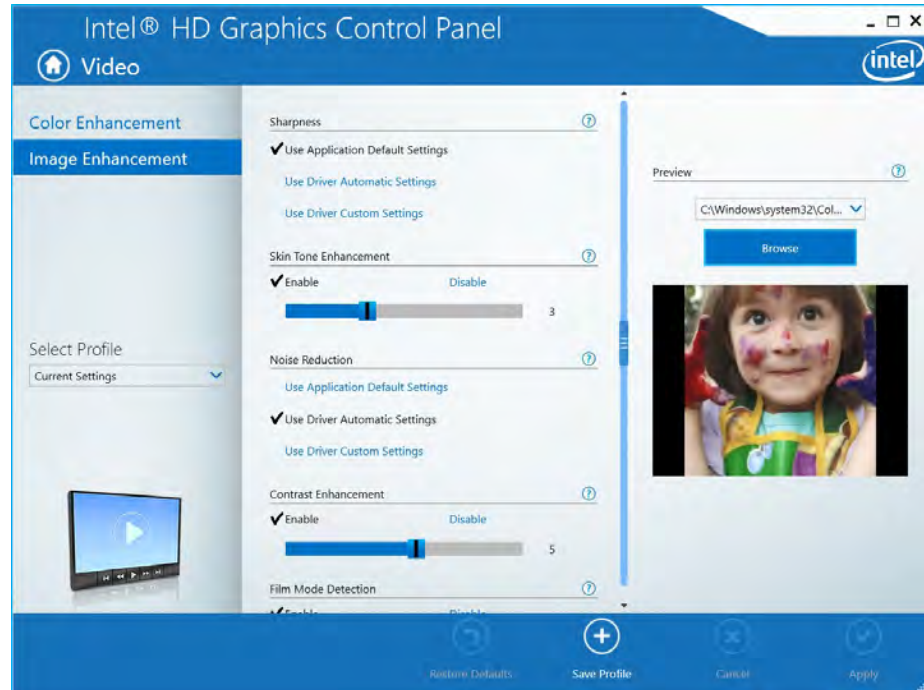 Intel® HD Graphics Control Panel
Video
intel
Color Enhancement
Image Enhancement
Select Profile
Current Settings
Sharpness
Use Application Default Settings
Use Driver Automatic Settings
Use Driver Custom Settings
Skin Tone Enhancement
Enable Disable
3
Noise Reduction
Use Application Default Settings
Use Driver Automatic Settings
Use Driver Custom Settings
Contrast Enhancement
Enable Disable
5
Film Mode Detection
Enable Disable
Preview
C:\Windows\system32\Col...
Browse
Restore Defaults Save Profile Cancel Apply